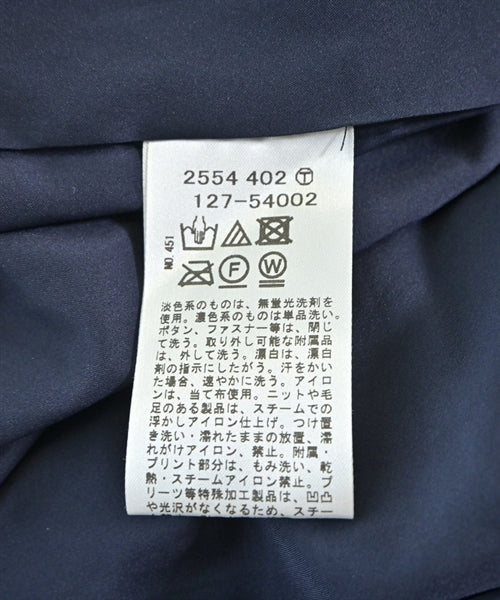 2554 402 Ⓣ
127-54002
NO.451
F W
淡色系のものは、無蛍光洗剤を
使用。濃色系のものは単品洗い。
ボタン、ファスナー等は、閉じ
て洗う。取り外し可能な附属品
は、外して洗う。漂白は、漂白
剤の指示にしたがう。汗をかい
た場合、速やかに洗う。アイロ
ンは、当て布使用。ニットや毛
足のある製品は、スチームでの
浮かしアイロン仕上げ。つけ置
き洗い・濡れたままの放置、濡
れがけアイロン、禁止。附属・
プリント部分は、もみ洗い、乾
熱・スチームアイロン禁止。プ
リーツ等特殊加工製品は、凹凸
や光沢がなくなるため、スチー